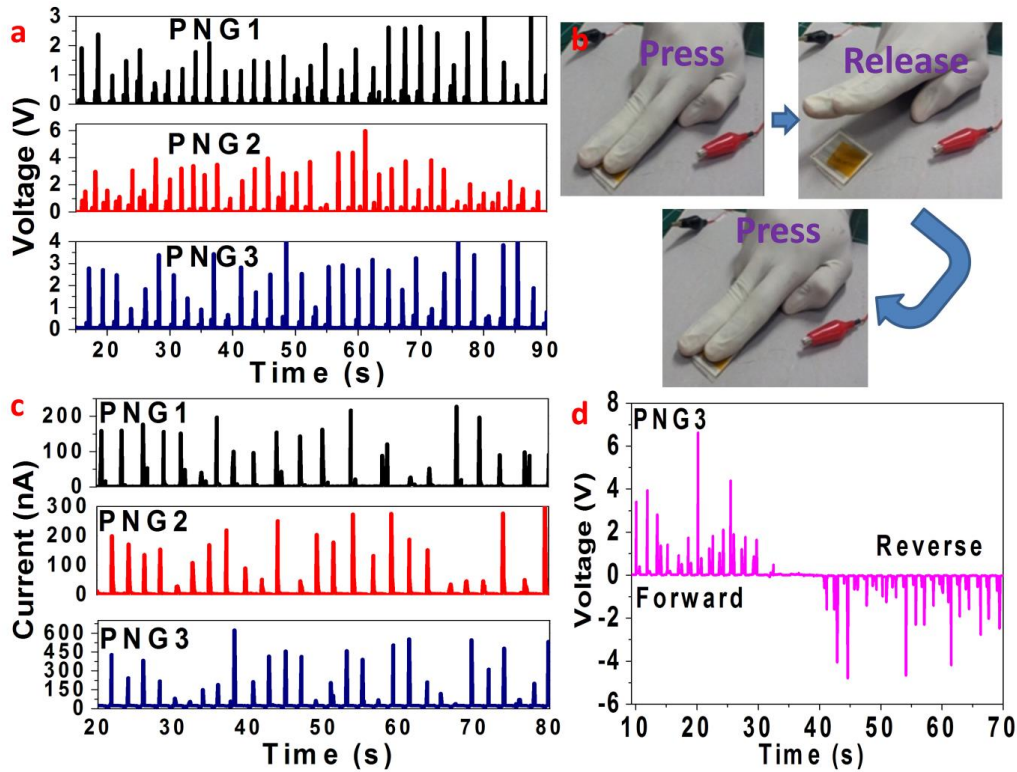 a
PNG1
3
2
1
0
PNG2
6
4
2
0
PNG3
4
3
2
1
0
Voltage (V)
20 30 40 50 60 70 80 90
Time (s)
b
Press
Release
Press
c
PNG1
200
100
0
PNG2
300
200
100
0
PNG3
600
450
300
150
0
Current (nA)
20 30 40 50 60 70 80
Time (s)
d
PNG3
8
6
4
2
0
-2
-4
-6
Voltage (V)
Reverse
Forward
10 20 30 40 50 60 70
Time (s)